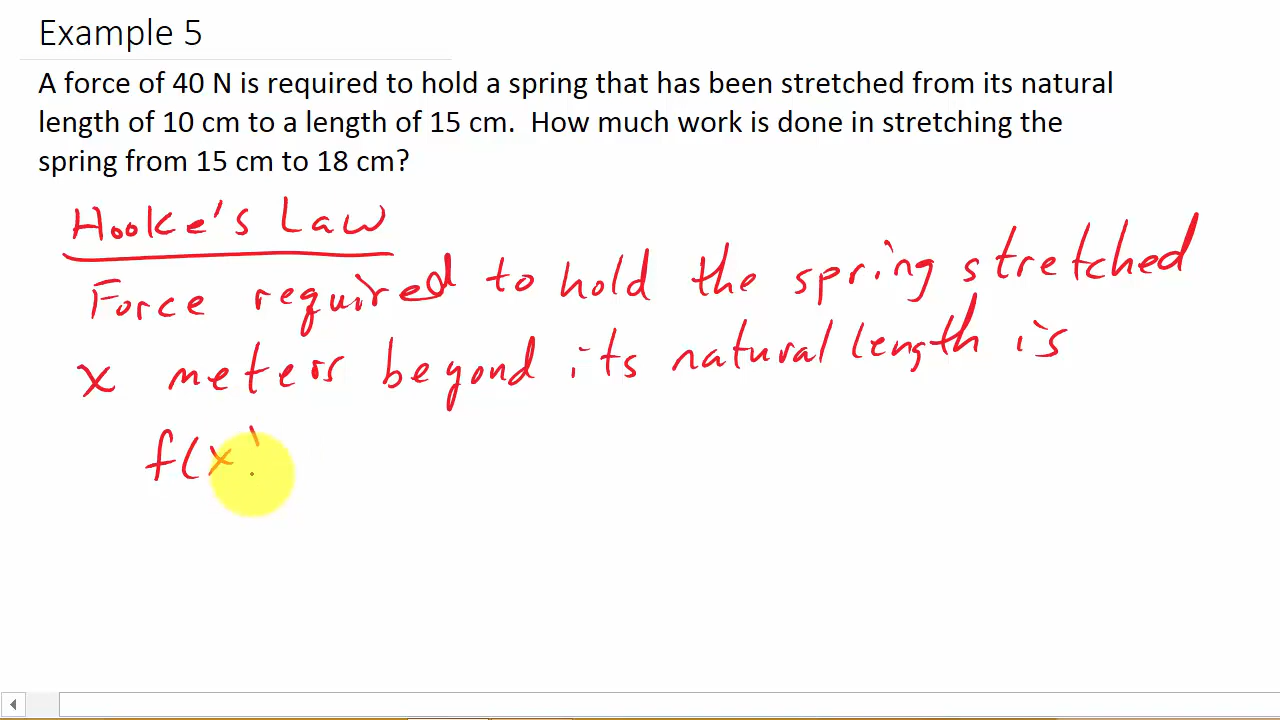 Example 5
A force of 40 N is required to hold a spring that has been stretched from its natural
length of 10 cm to a length of 15 cm. How much work is done in stretching the
spring from 15 cm to 18 cm?
Hooke's Law
Force required to hold the spring stretched
x meters beyond its natural length is
f(x